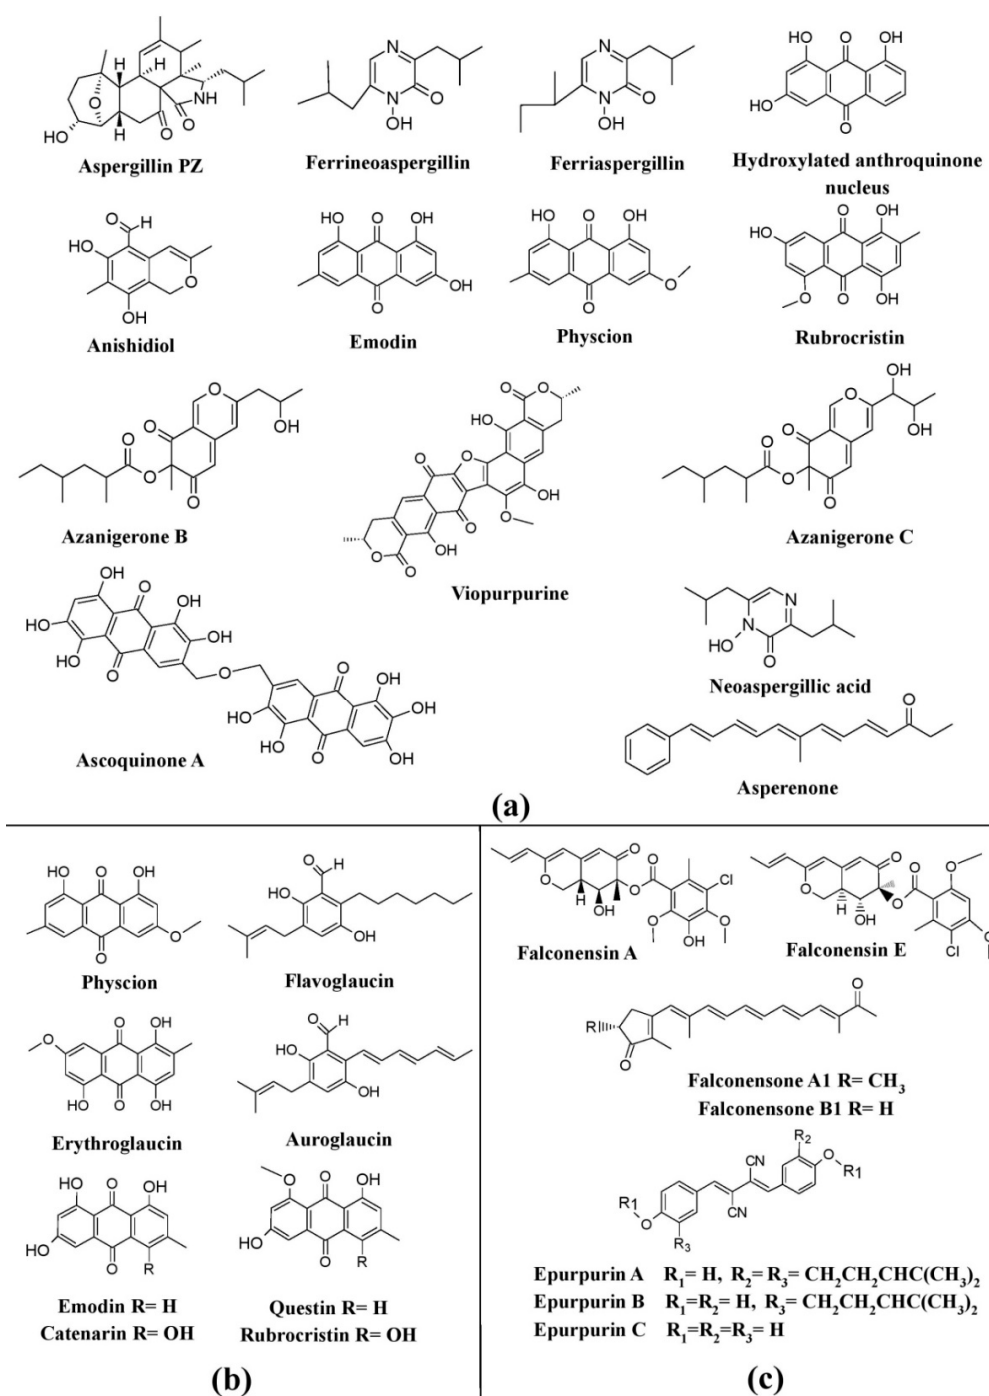 Aspergillin PZ
Ferrineoaspergillin
Ferriaspergillin
Hydroxylated anthroquinone
nucleus
Anishidiol
Emodin
Physcion
Rubrocristin
Azanigerone B
Viopurpurine
Azanigerone C
Ascoquinone A
Neoaspergillic acid
Asperenone
(a)
Physcion
Flavoglaucin
Erythroglaucin
Auroglaucin
Emodin R= H
Catenarin R= OH
Questin R= H
Rubrocristin R= OH
(b)
Falconensin A
Falconensin E
Falconensone A1 R= CH3
Falconensone B1 R= H
Epurpurin A R1= H, R2= R3= CH2CH2CHC(CH3)2
Epurpurin B R1=R2= H, R3= CH2CH2CHC(CH3)2
Epurpurin C R1=R2=R3= H
(c)